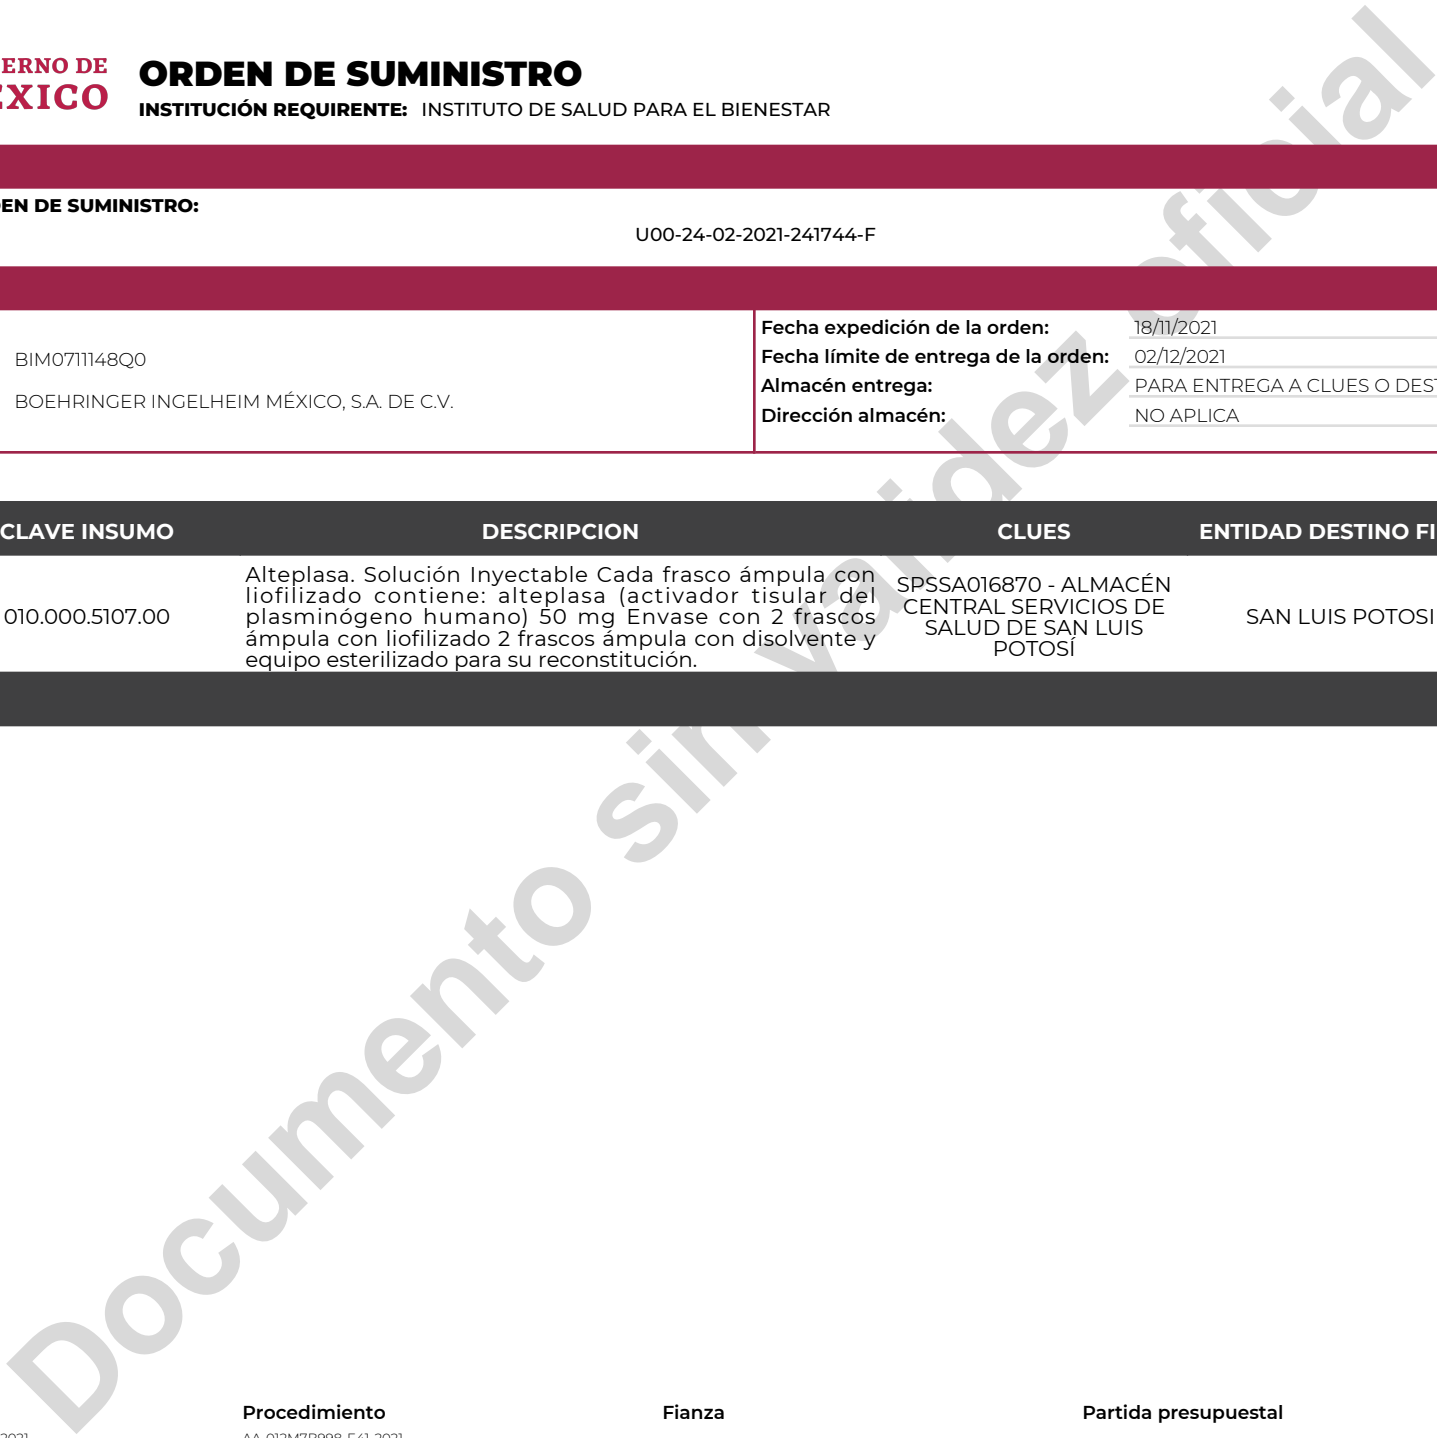 ERNO DE
ÉXICO
ORDEN DE SUMINISTRO
INSTITUCIÓN REQUIRENTE: INSTITUTO DE SALUD PARA EL BIENESTAR
EN DE SUMINISTRO:
U00-24-02-2021-241744-F
BIM0711148Q0
BOEHRINGER INGELHEIM MÉXICO, S.A. DE C.V.
Fecha expedición de la orden: 18/11/2021
Fecha límite de entrega de la orden: 02/12/2021
Almacén entrega: PARA ENTREGA A CLUES O DES
Dirección almacén: NO APLICA
CLAVE INSUMO DESCRIPCION CLUES ENTIDAD DESTINO FI
010.000.5107.00
Alteplasa. Solución Inyectable Cada frasco ámpula con
liofilizado contiene: alteplasa (activador tisular del
plasminógeno humano) 50 mg Envase con 2 frascos
ámpula con liofilizado 2 frascos ámpula con disolvente y
equipo esterilizado para su reconstitución.
SPSSA016870 - ALMACÉN
CENTRAL SERVICIOS DE
SALUD DE SAN LUIS
POTOSÍ
SAN LUIS POTOSI
Documento sin validez oficial
Procedimiento Fianza Partida presupuestal